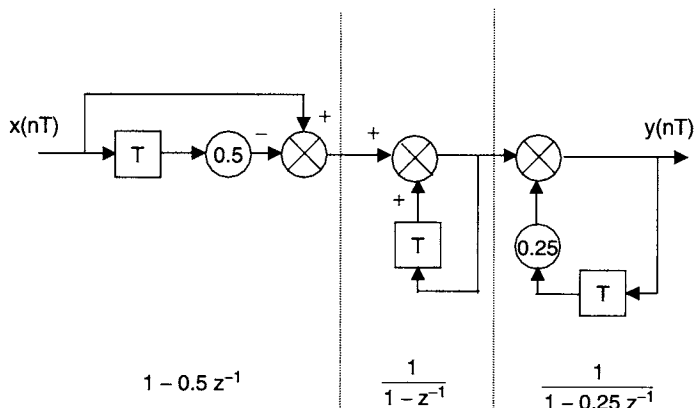 x(nT)
T
0.5
−
+
+
+
T
y(nT)
0.25
T
1 − 0.5 z⁻¹
1
1 − z⁻¹
1
1 − 0.25 z⁻¹